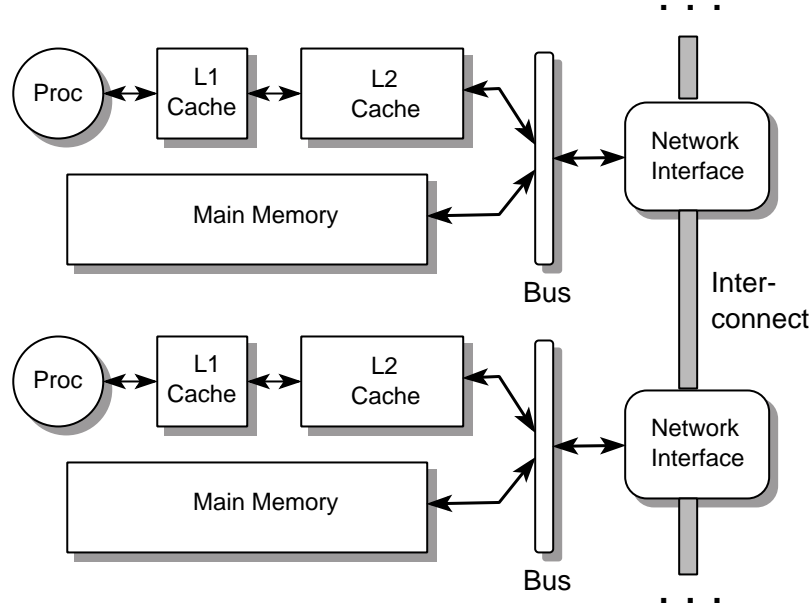 . . .
Proc
L1
Cache
L2
Cache
Network
Interface
Main Memory
Inter-
connect
Bus
Proc
L1
Cache
L2
Cache
Network
Interface
Main Memory
Bus
. . .